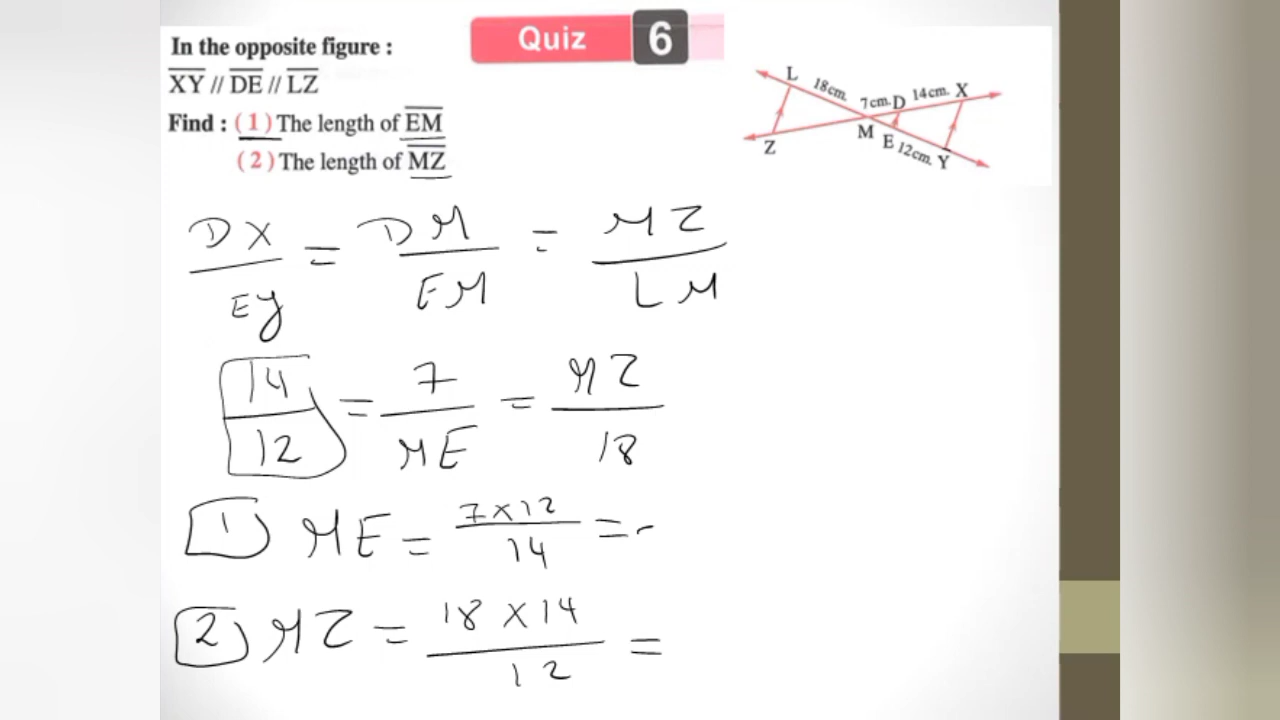 Quiz 6
In the opposite figure :
XY // DE // LZ
Find : (1) The length of EM
(2) The length of MZ
L 18cm. 7cm. D 14cm. X
Z M E 12cm. Y
DX/EY = DM/EM = MZ/LM
14/12 = 7/ME = MZ/18
1 ME = 7×12/14 =
2 MZ = 18×14/12 =